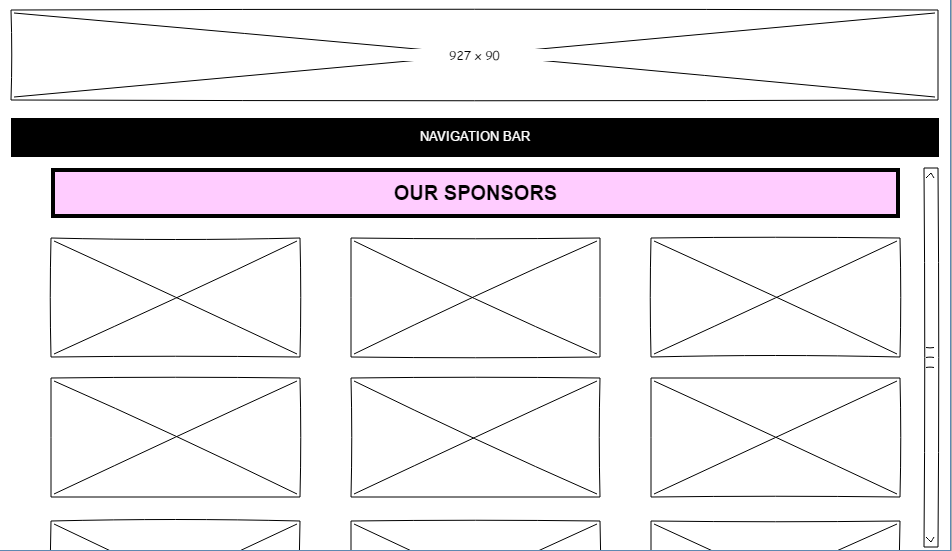 927 x 90
NAVIGATION BAR
OUR SPONSORS